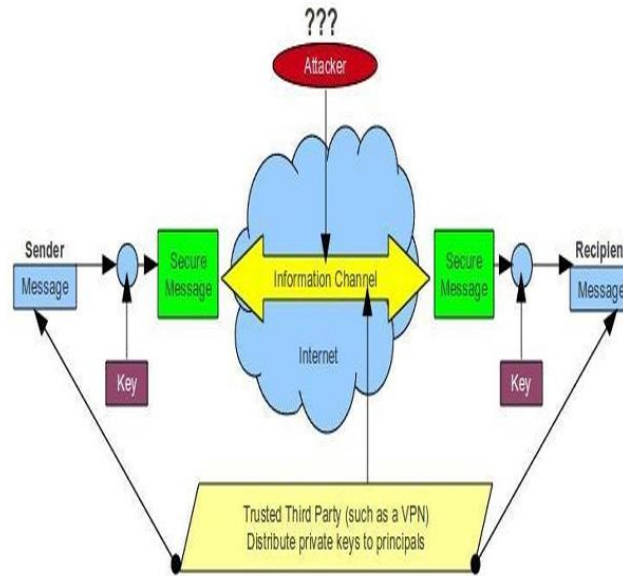 ???
Attacker
Sender
Message
Secure
Message
Information Channel
Internet
Secure
Message
Recipien
Message
Key
Key
Trusted Third Party (such as a VPN)
Distribute private keys to principals